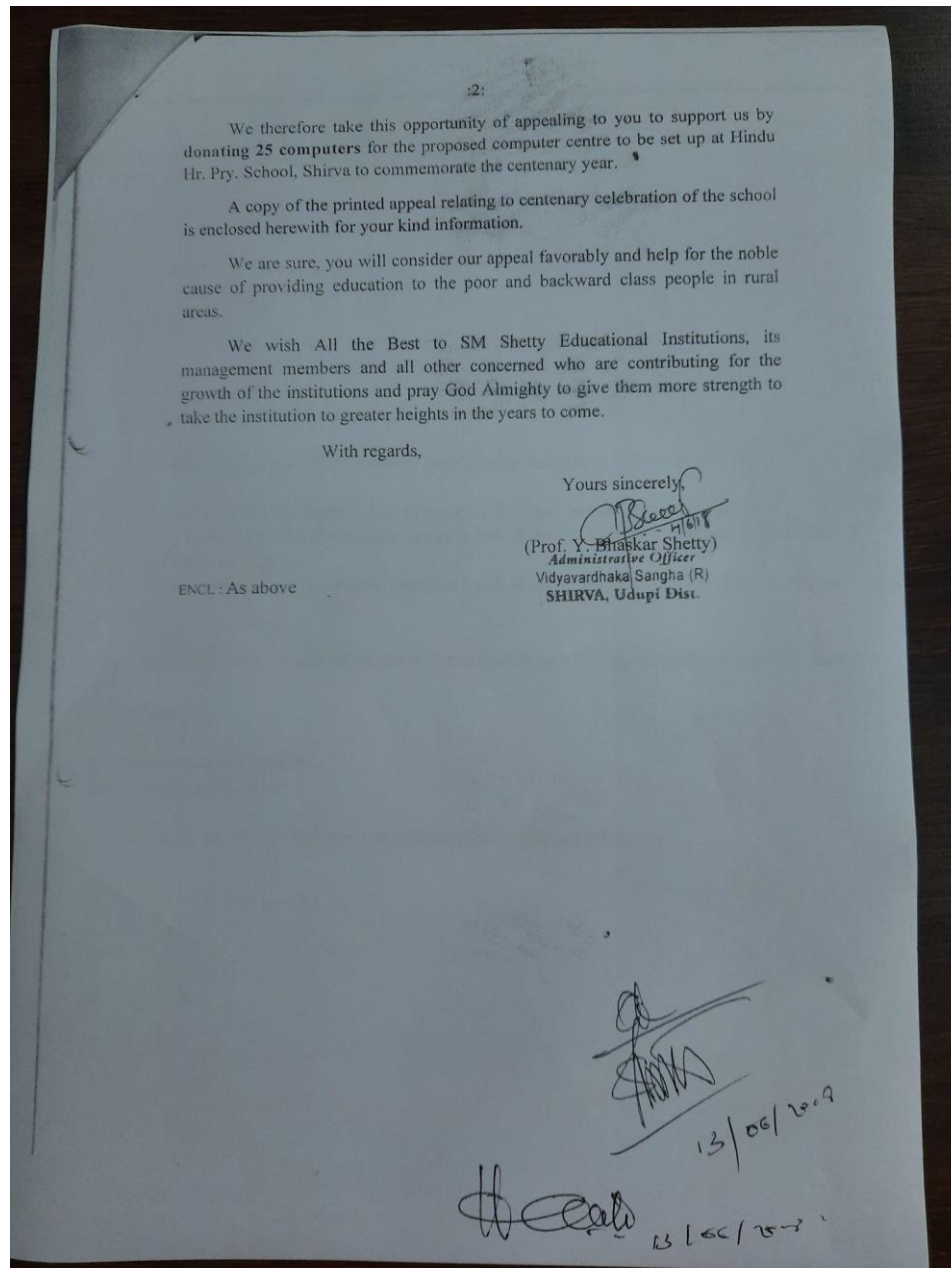 :2:
We therefore take this opportunity of appealing to you to support us by
donating 25 computers for the proposed computer centre to be set up at Hindu
Hr. Pry. School, Shirva to commemorate the centenary year.
A copy of the printed appeal relating to centenary celebration of the school
is enclosed herewith for your kind information.
We are sure, you will consider our appeal favorably and help for the noble
cause of providing education to the poor and backward class people in rural
areas.
We wish All the Best to SM Shetty Educational Institutions, its
management members and all other concerned who are contributing for the
growth of the institutions and pray God Almighty to give them more strength to
take the institution to greater heights in the years to come.
With regards,
Yours sincerely,
(Prof. Y. Bhaskar Shetty)
Administrative Officer
Vidyavardhaka Sangha (R)
ENCL : As above
SHIRVA, Udupi Dist.
13/06/
13/06/